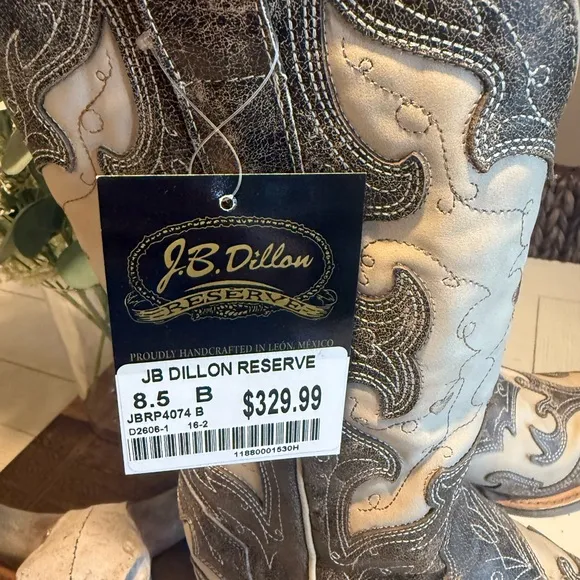 J.B. Dillon
RESERVE
PROUDLY HANDCRAFTED IN LEÓN, MÉXICO
JB DILLON RESERVE
8.5 B
JBRP4074 B
$329.99
D2606-1 16-2
11880001530H